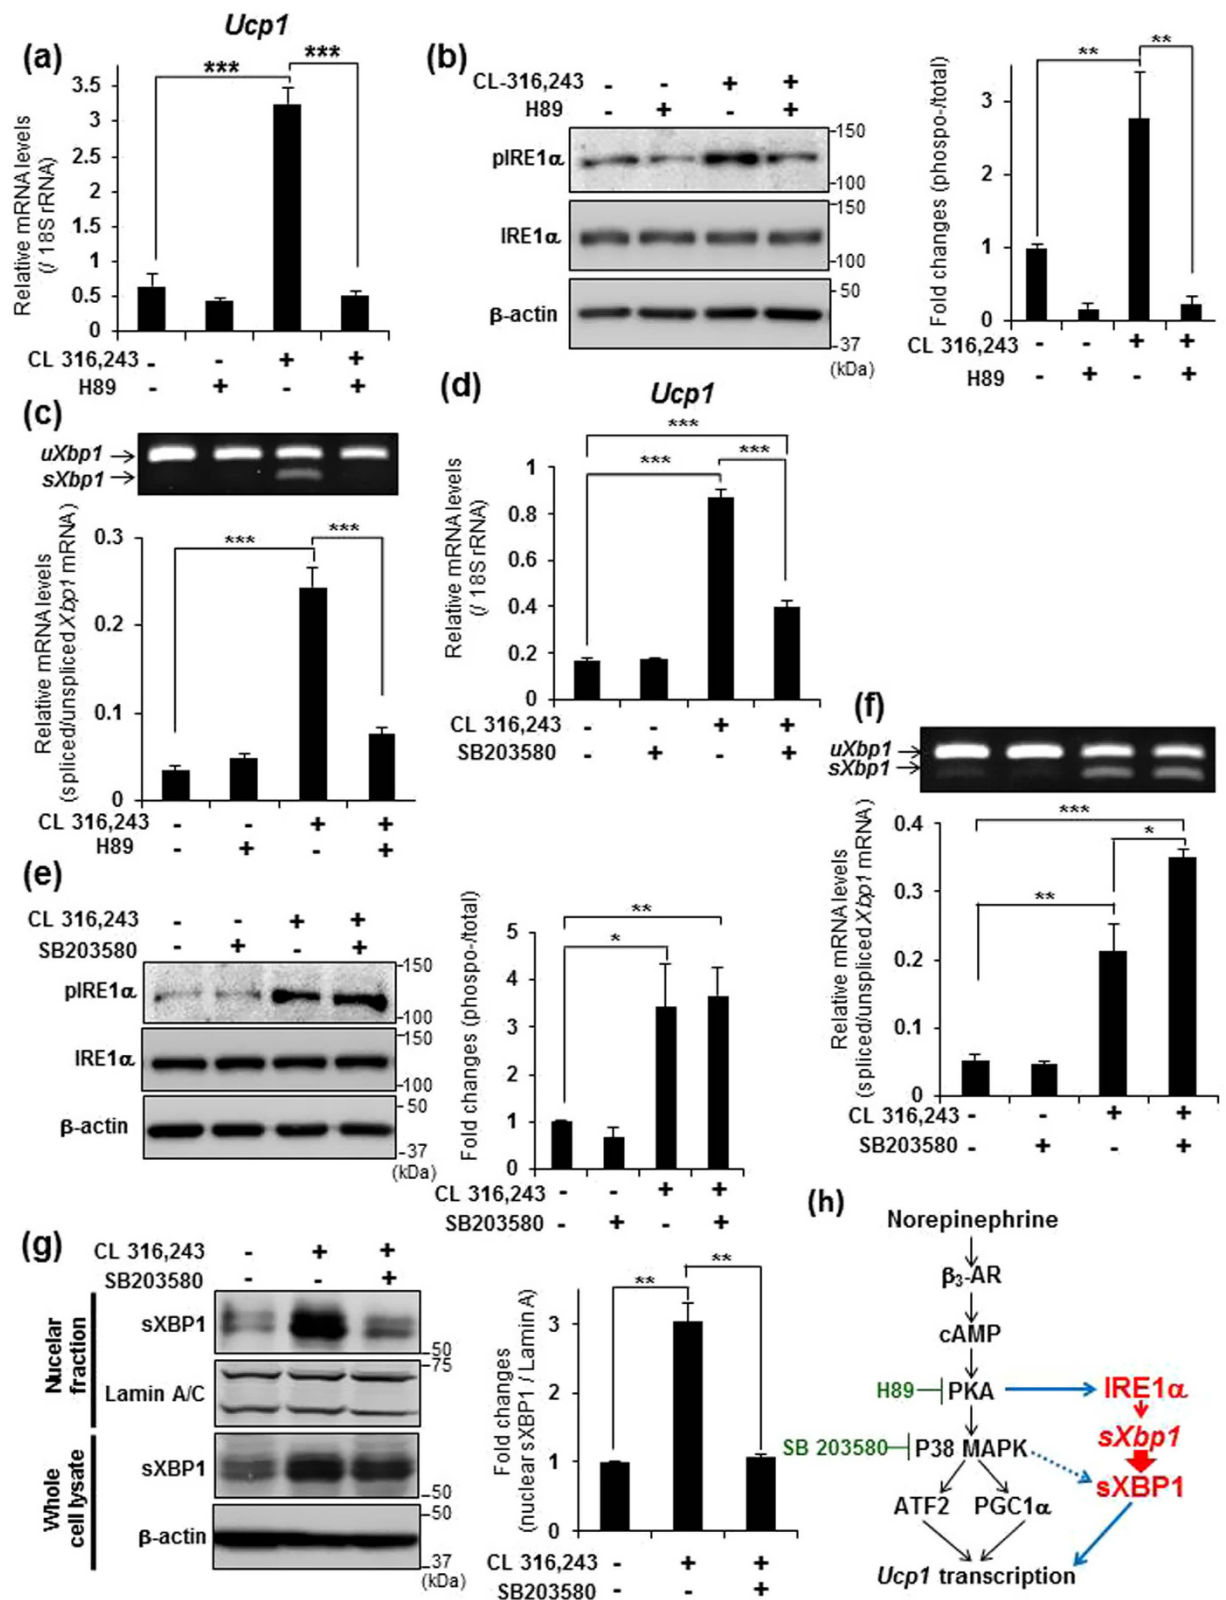 (a)
Ucp1
***
***
Relative mRNA levels
(/ 18S rRNA)
3.5
3
2.5
2
1.5
1
0.5
0
CL 316,243 - - + +
H89 - + - +
(b)
CL-316,243 - - + +
H89 - + - +
pIRE1α
-150
-100
IRE1α
150
100
β-actin
50
-37
(kDa)
**
**
Fold changes (phospo-/total)
3
2
1
0
CL 316,243 - - + +
H89 - + - +
(c)
uXbp1
sXbp1
***
***
Relative mRNA levels
(spliced/unspliced Xbp1 mRNA)
0.3
0.2
0.1
0
CL 316,243 - - + +
H89 - + - +
(d)
Ucp1
***
***
***
Relative mRNA levels
(/ 18S rRNA)
1
0.8
0.6
0.4
0.2
0
CL 316,243 - - + +
SB203580 - + - +
(e)
CL 316,243 - - + +
SB203580 - + - +
pIRE1α
-150
-100
IRE1α
-150
-100
β-actin
- 50
-37
(kDa)
**
*
Fold changes (phospo-/total)
5
4
3
2
1
0
CL 316,243 - - + +
SB203580 - + - +
(f)
uXbp1
sXbp1
***
*
**
Relative mRNA levels
(spliced/unspliced Xbp1 mRNA)
0.4
0.3
0.2
0.1
0
CL 316,243 - - + +
SB203580 - + - +
(g)
CL 316,243 - + +
SB203580 - - +
Nucelar
fraction
sXBP1
50
Lamin A/C
-75
Whole
cell lysate
sXBP1
50
β-actin
-50
-37
(kDa)
**
**
Fold changes
(nuclear sXBP1 / Lamin A)
3
2
1
0
CL 316,243 - + +
SB203580 - - +
(h)
Norepinephrine
β3-AR
cAMP
H89
PKA
IRE1α
sXbp1
SB 203580
P38 MAPK
sXBP1
ATF2
PGC1α
Ucp1 transcription